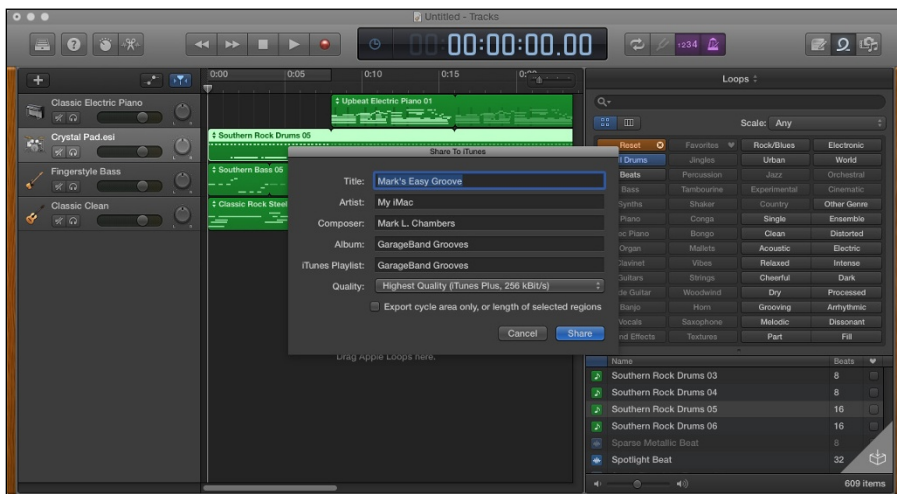 Untitled - Tracks
00:00:00.00
1234
0:00 0:05 0:10 0:15
Loops
Classic Electric Piano
Upbeat Electric Piano 01
Scale: Any
Crystal Pad.esi
Southern Rock Drums 05
Fingerstyle Bass
Southern Bass 05
Classic Clean
Classic Rock Steel
Share To iTunes
Title: Mark's Easy Groove
Artist: My iMac
Composer: Mark L. Chambers
Album: GarageBand Grooves
iTunes Playlist: GarageBand Grooves
Quality: Highest Quality (iTunes Plus, 256 kBit/s)
Export cycle area only, or length of selected regions
Cancel Share
Drag Apple Loops here.
Reset Favorites Rock/Blues Electronic
Drums Jingles Urban World
Beats Percussion Jazz Orchestral
Bass Tambourine Experimental Cinematic
Synths Shaker Country Other Genre
Piano Conga Single Ensemble
Piano Bongo Clean Distorted
Organ Mallets Acoustic Electric
Clavinet Vibes Relaxed Intense
Guitars Strings Cheerful Dark
Guitar Woodwind Dry Processed
Banjo Horn Grooving Arrhythmic
Vocals Saxophone Melodic Dissonant
Effects Textures Part Fill
Name Beats
Southern Rock Drums 03 8
Southern Rock Drums 04 8
Southern Rock Drums 05 16
Southern Rock Drums 06 16
Sparse Metallic Beat 8
Spotlight Beat 32
609 items